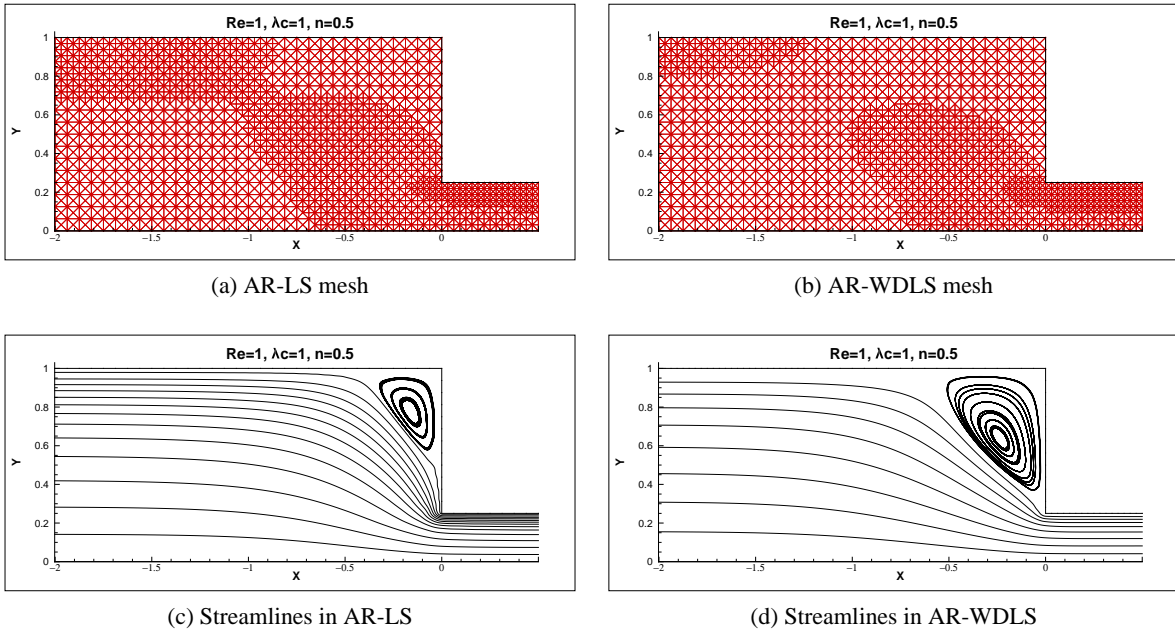 Re=1, λc=1, n=0.5
Y
1
0.8
0.6
0.4
0.2
0
−2
−1.5
−1
−0.5
0
X
(a) AR-LS mesh
Re=1, λc=1, n=0.5
Y
1
0.8
0.6
0.4
0.2
0
−2
−1.5
−1
−0.5
0
X
(b) AR-WDLS mesh
Re=1, λc=1, n=0.5
Y
1
0.8
0.6
0.4
0.2
0
−2
−1.5
−1
−0.5
0
X
(c) Streamlines in AR-LS
Re=1, λc=1, n=0.5
Y
1
0.8
0.6
0.4
0.2
0
−2
−1.5
−1
−0.5
0
X
(d) Streamlines in AR-WDLS